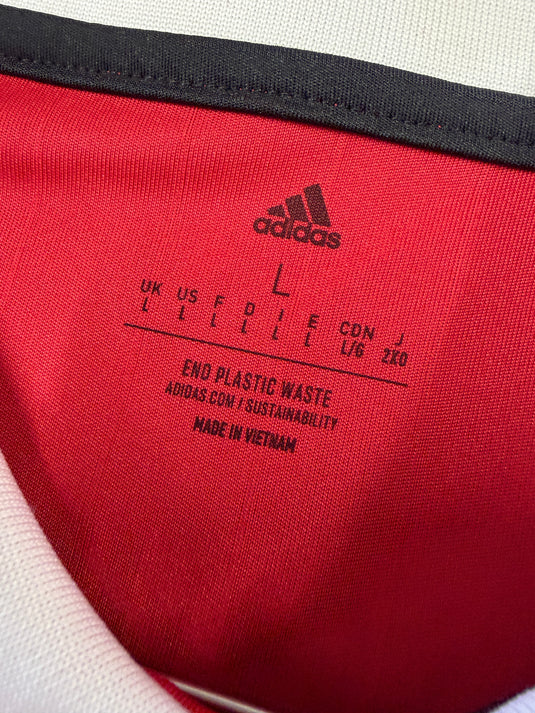 adidas
L
UK US F D I E CDN J
L L L L L L L/G 2XO
END PLASTIC WASTE
ADIDAS.COM / SUSTAINABILITY
MADE IN VIETNAM